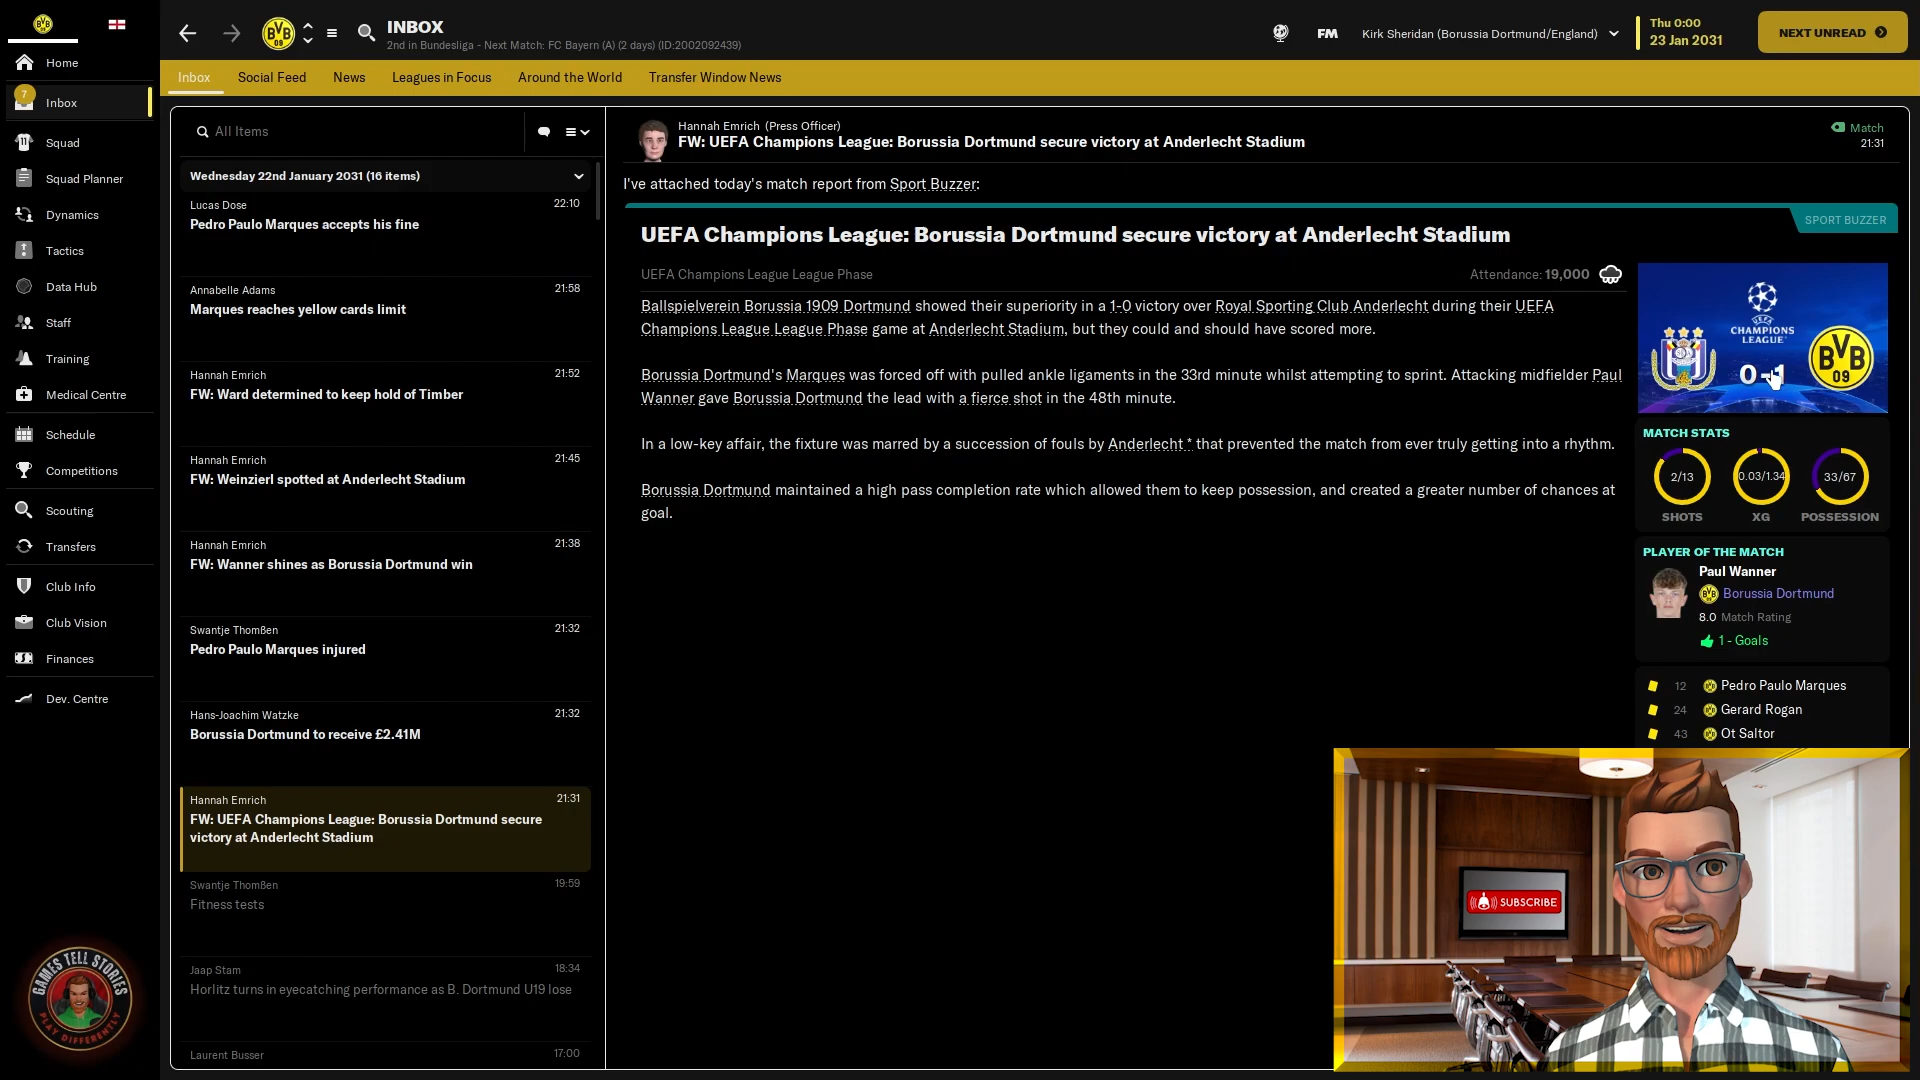 INBOX
2nd in Bundesliga - Next Match: FC Bayern (A) (2 days) (ID:2002092439)
FM
Kirk Sheridan (Borussia Dortmund/England)
Thu 0:00
23 Jan 2031
NEXT UNREAD
Home
7
Inbox
Squad
Squad Planner
Dynamics
Tactics
Data Hub
Staff
Training
Medical Centre
Schedule
Competitions
Scouting
Transfers
Club Info
Club Vision
Finances
Dev. Centre
GAMES TELL STORIES
PLAY DIFFERENTLY
Inbox
Social Feed
News
Leagues in Focus
Around the World
Transfer Window News
All Items
Wednesday 22nd January 2031 (16 items)
Lucas Dose 22:10
Pedro Paulo Marques accepts his fine
Annabelle Adams 21:58
Marques reaches yellow cards limit
Hannah Emrich 21:52
FW: Ward determined to keep hold of Timber
Hannah Emrich 21:45
FW: Weinzierl spotted at Anderlecht Stadium
Hannah Emrich 21:38
FW: Wanner shines as Borussia Dortmund win
Swantje Thomßen 21:32
Pedro Paulo Marques injured
Hans-Joachim Watzke 21:32
Borussia Dortmund to receive £2.41M
Hannah Emrich 21:31
FW: UEFA Champions League: Borussia Dortmund secure
victory at Anderlecht Stadium
Swantje Thomßen 19:59
Fitness tests
Jaap Stam 18:34
Horlitz turns in eyecatching performance as B. Dortmund U19 lose
Laurent Busser 17:00
Hannah Emrich (Press Officer)
FW: UEFA Champions League: Borussia Dortmund secure victory at Anderlecht Stadium
Match
21:31
I've attached today's match report from Sport Buzzer:
SPORT BUZZER
UEFA Champions League: Borussia Dortmund secure victory at Anderlecht Stadium
UEFA Champions League League Phase
Attendance: 19,000
Ballspielverein Borussia 1909 Dortmund showed their superiority in a 1-0 victory over Royal Sporting Club Anderlecht during their UEFA
Champions League League Phase game at Anderlecht Stadium, but they could and should have scored more.
Borussia Dortmund's Marques was forced off with pulled ankle ligaments in the 33rd minute whilst attempting to sprint. Attacking midfielder Paul
Wanner gave Borussia Dortmund the lead with a fierce shot in the 48th minute.
In a low-key affair, the fixture was marred by a succession of fouls by Anderlecht * that prevented the match from ever truly getting into a rhythm.
Borussia Dortmund maintained a high pass completion rate which allowed them to keep possession, and created a greater number of chances at
goal.
UEFA
CHAMPIONS
LEAGUE
0 - 1
BVB
09
MATCH STATS
2/13
0.03/1.34
33/67
SHOTS
XG
POSSESSION
PLAYER OF THE MATCH
Paul Wanner
Borussia Dortmund
8.0 Match Rating
1 - Goals
12 Pedro Paulo Marques
24 Gerard Rogan
43 Ot Saltor
SUBSCRIBE